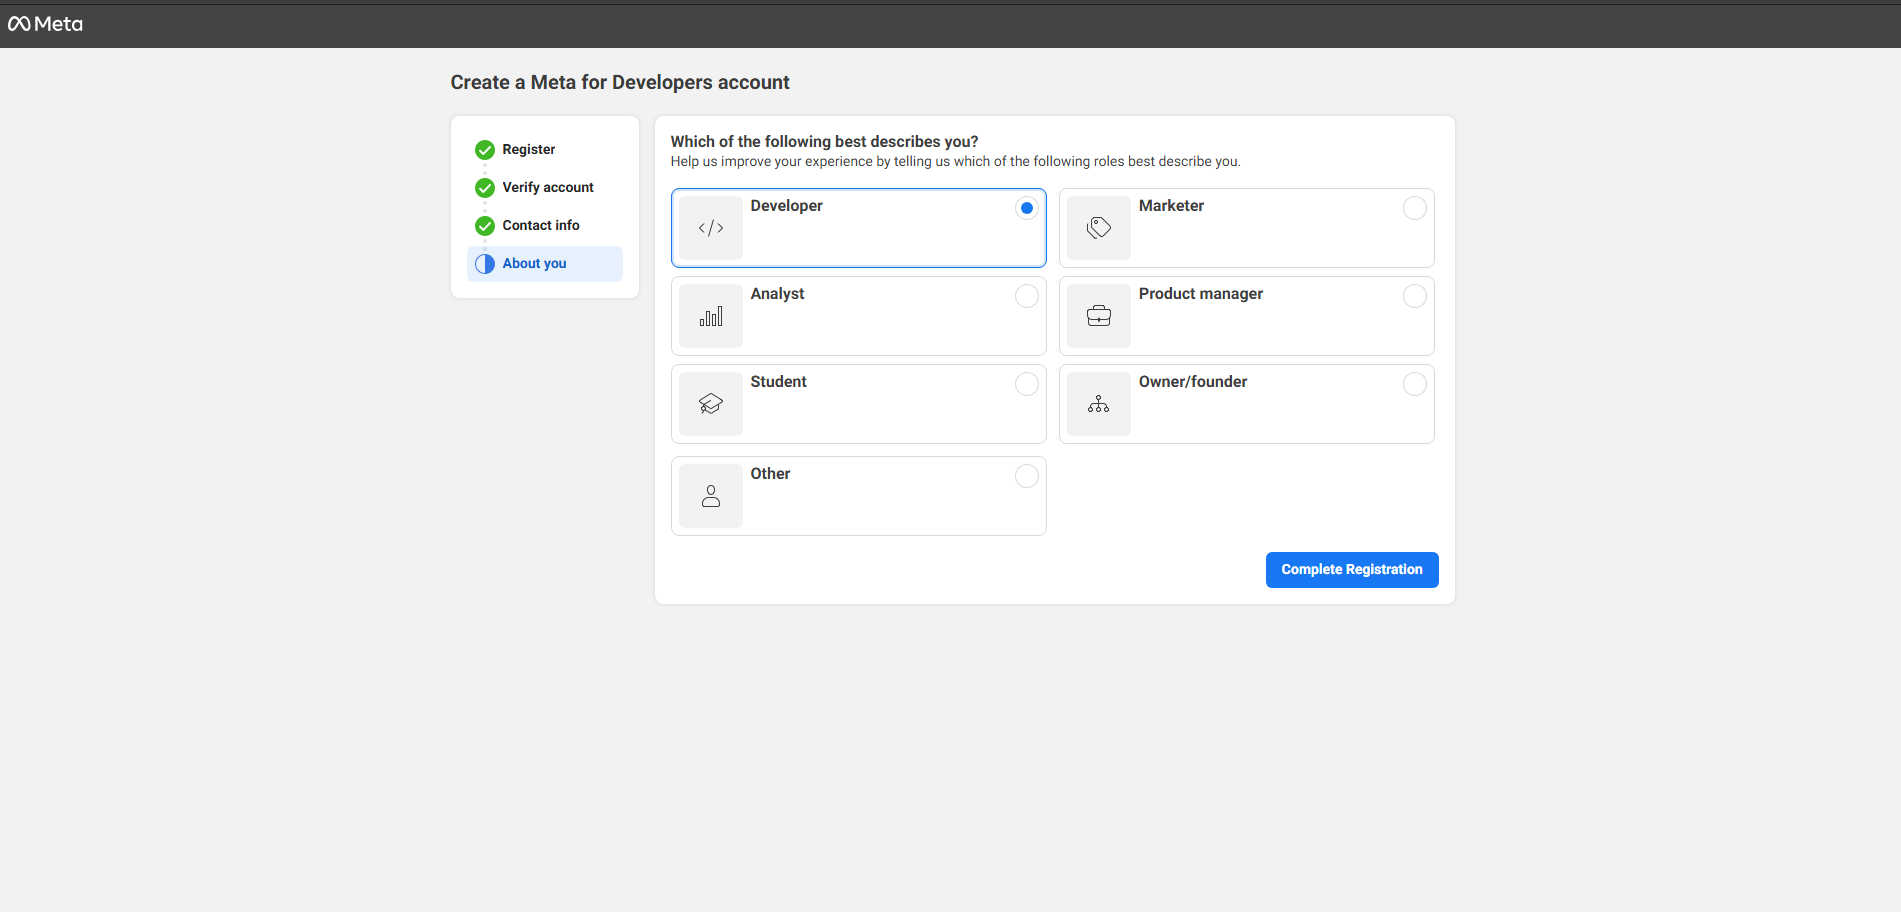 Meta
Create a Meta for Developers account
Register
Verify account
Contact info
About you
Which of the following best describes you?
Help us improve your experience by telling us which of the following roles best describe you.
Developer
Marketer
Analyst
Product manager
Student
Owner/founder
Other
Complete Registration